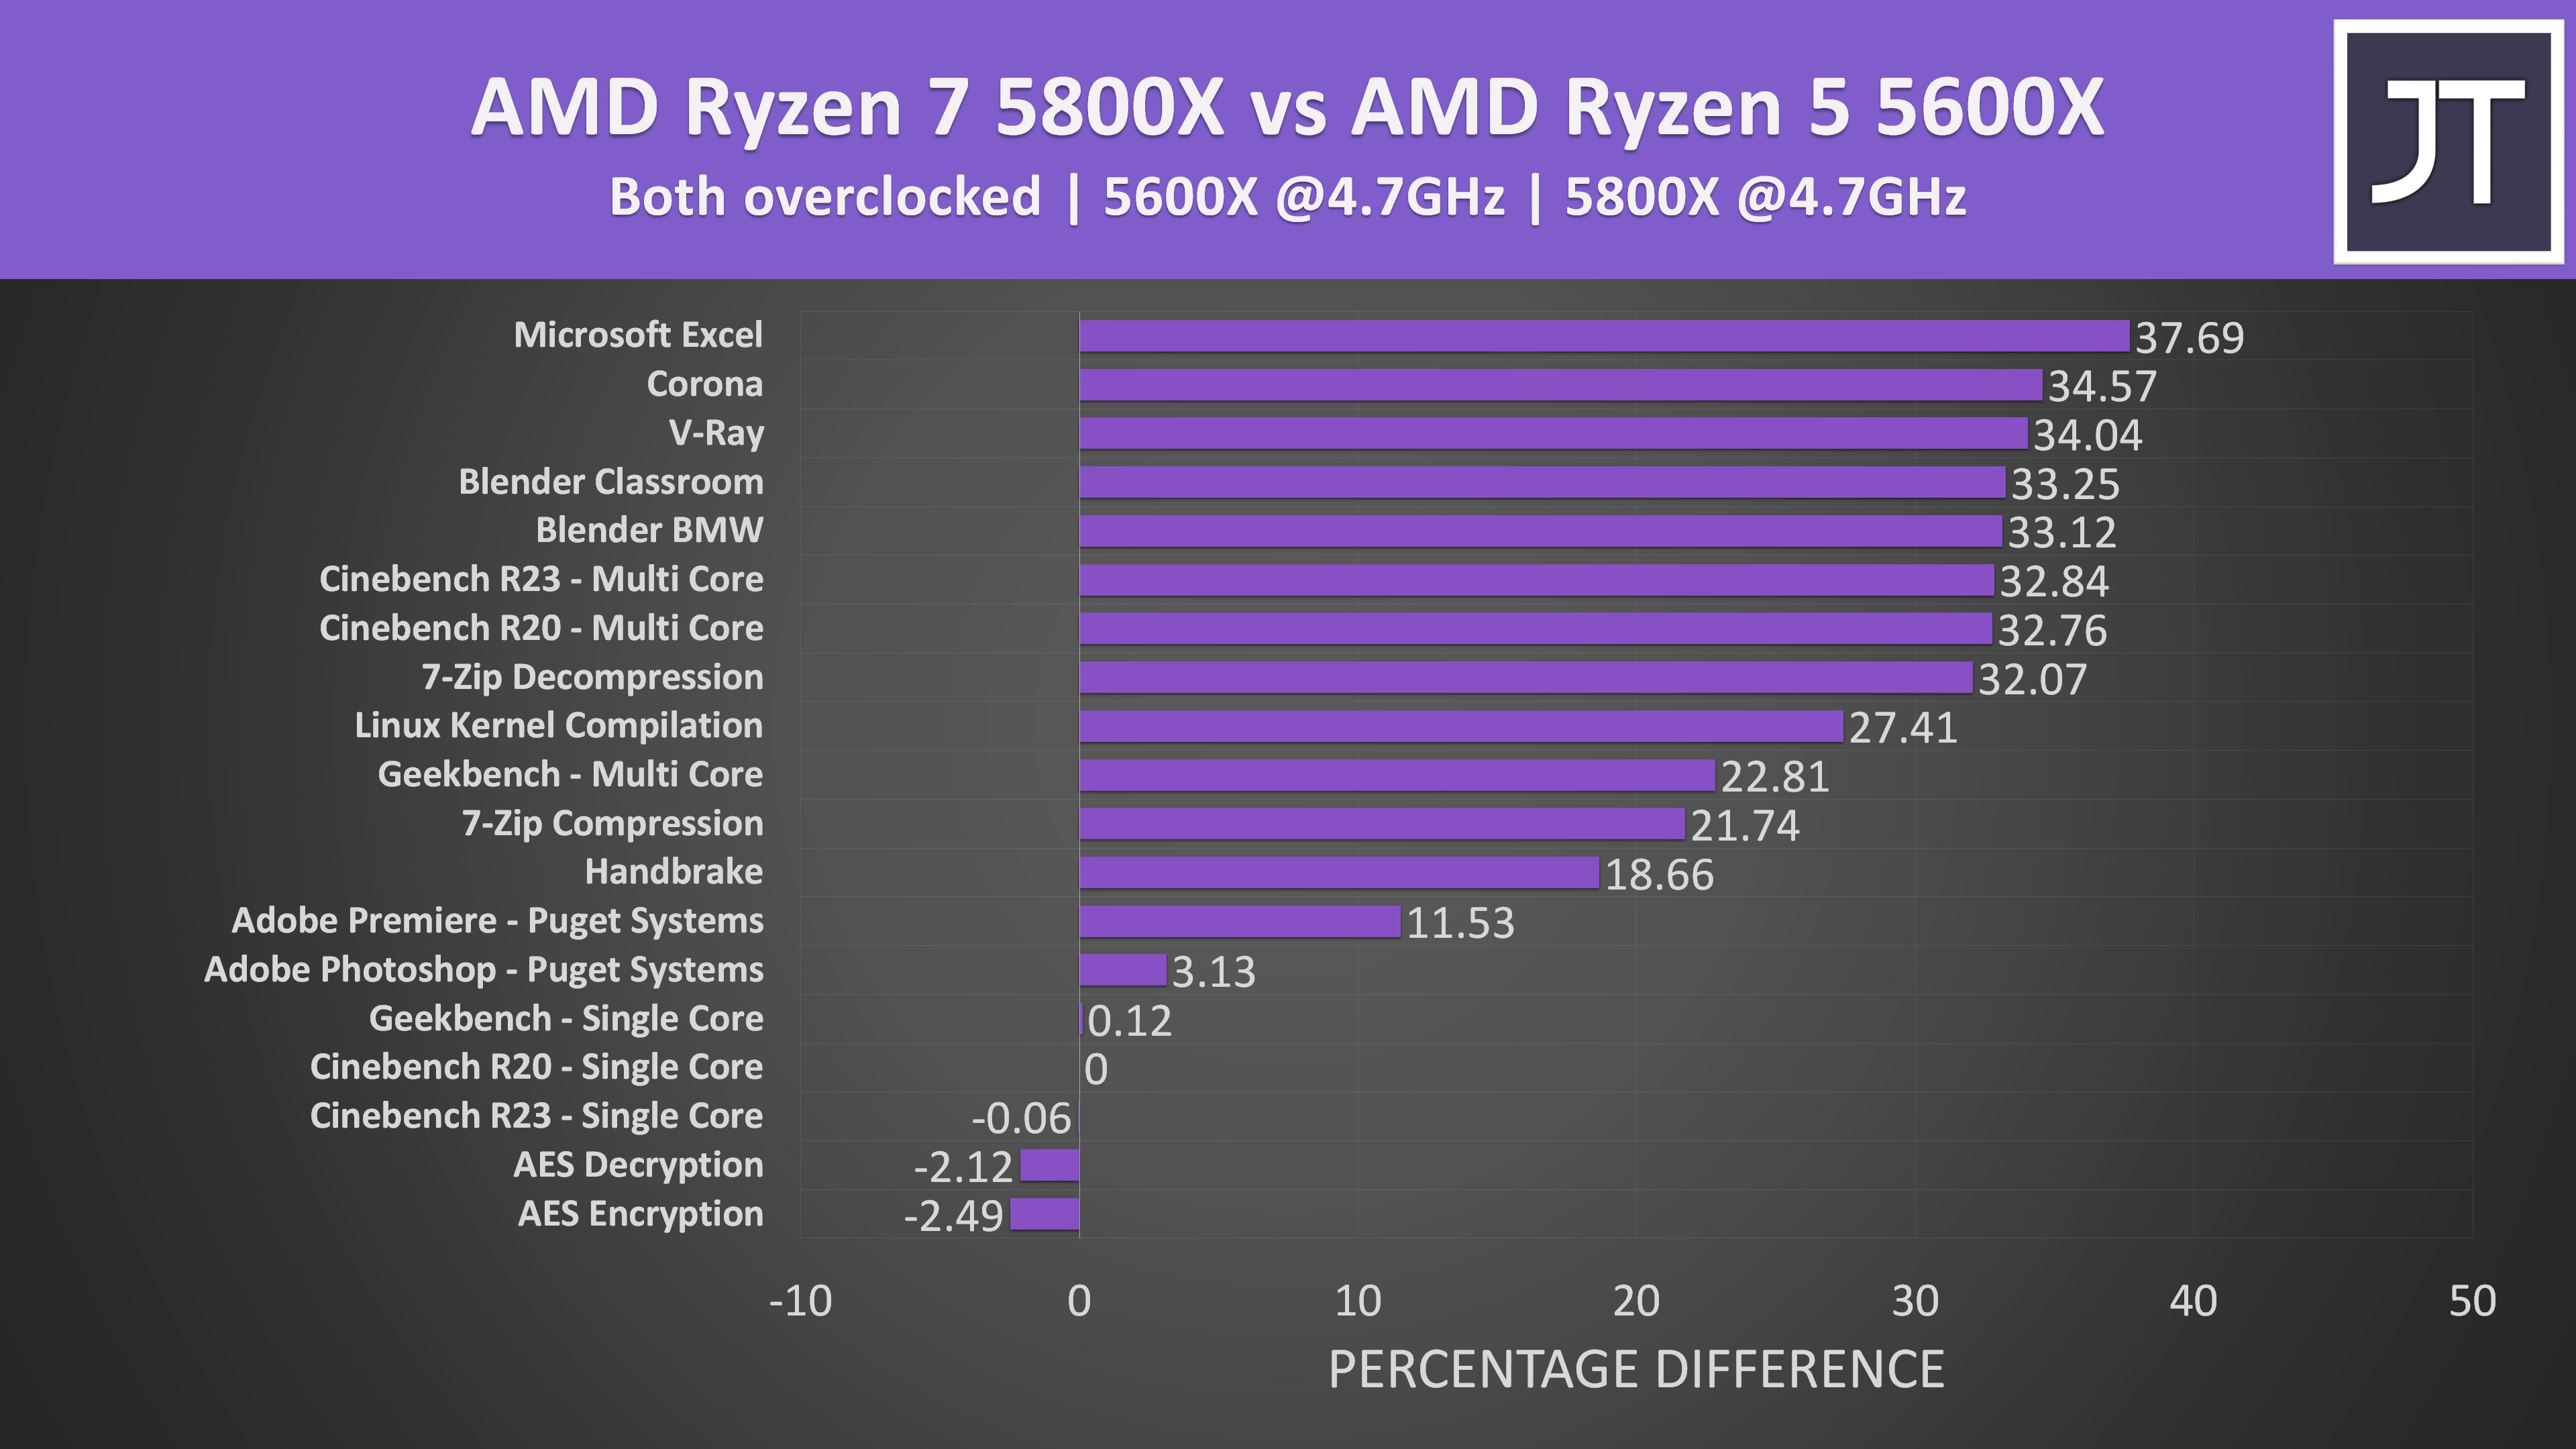 AMD Ryzen 7 5800X vs AMD Ryzen 5 5600X
Both overclocked | 5600X @4.7GHz | 5800X @4.7GHz
JT
Microsoft Excel 37.69
Corona 34.57
V-Ray 34.04
Blender Classroom 33.25
Blender BMW 33.12
Cinebench R23 - Multi Core 32.84
Cinebench R20 - Multi Core 32.76
7-Zip Decompression 32.07
Linux Kernel Compilation 27.41
Geekbench - Multi Core 22.81
7-Zip Compression 21.74
Handbrake 18.66
Adobe Premiere - Puget Systems 11.53
Adobe Photoshop - Puget Systems 3.13
Geekbench - Single Core 0.12
Cinebench R20 - Single Core 0
Cinebench R23 - Single Core -0.06
AES Decryption -2.12
AES Encryption -2.49
-10 0 10 20 30 40 50
PERCENTAGE DIFFERENCE